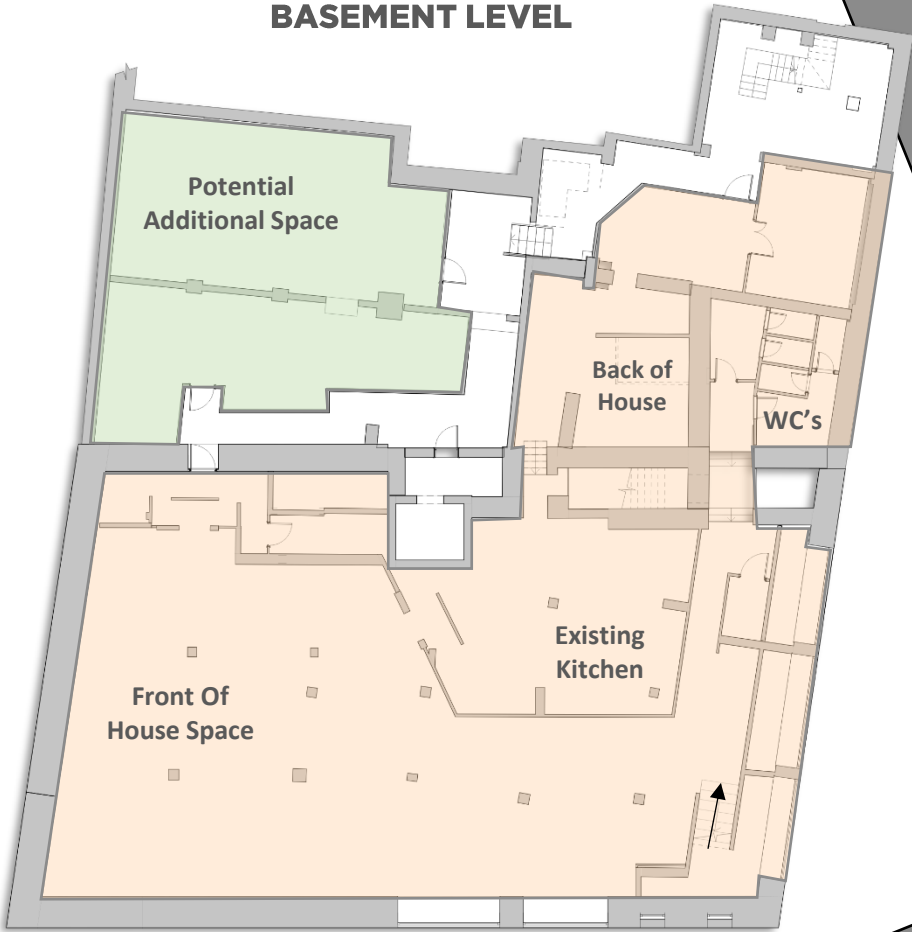 BASEMENT LEVEL
Potential
Additional Space
Back of
House
WC’s
Existing
Kitchen
Front Of
House Space